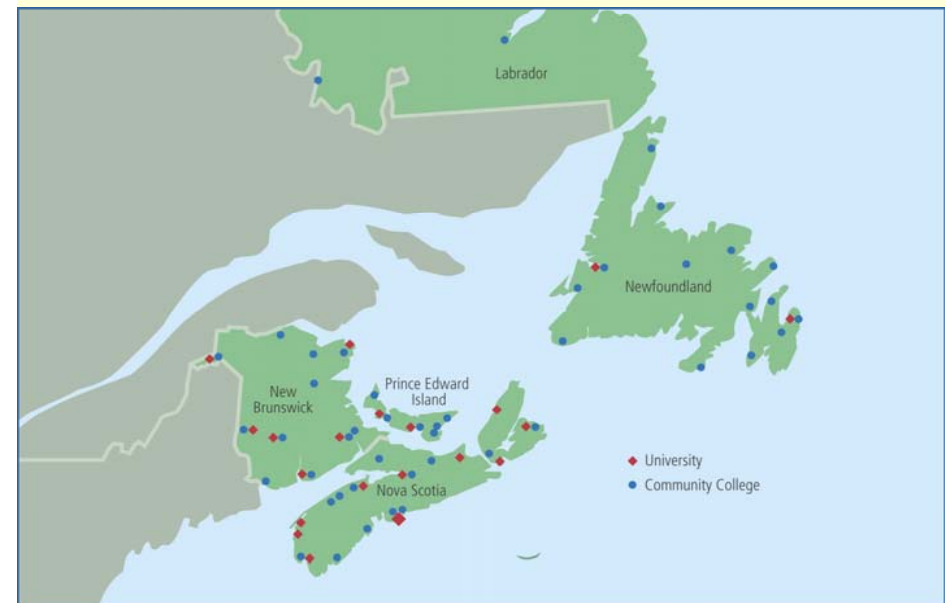 Labrador
Newfoundland
Prince Edward
Island
New
Brunswick
Nova Scotia
University
Community College